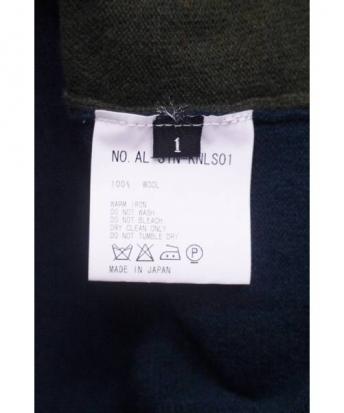 1
NO. AL-S1N-KNLS01
100% WOOL
WARM IRON
DO NOT WASH
DO NOT BLEACH
DRY CLEAN ONLY
DO NOT TUMBLE DRY
P
MADE IN JAPAN